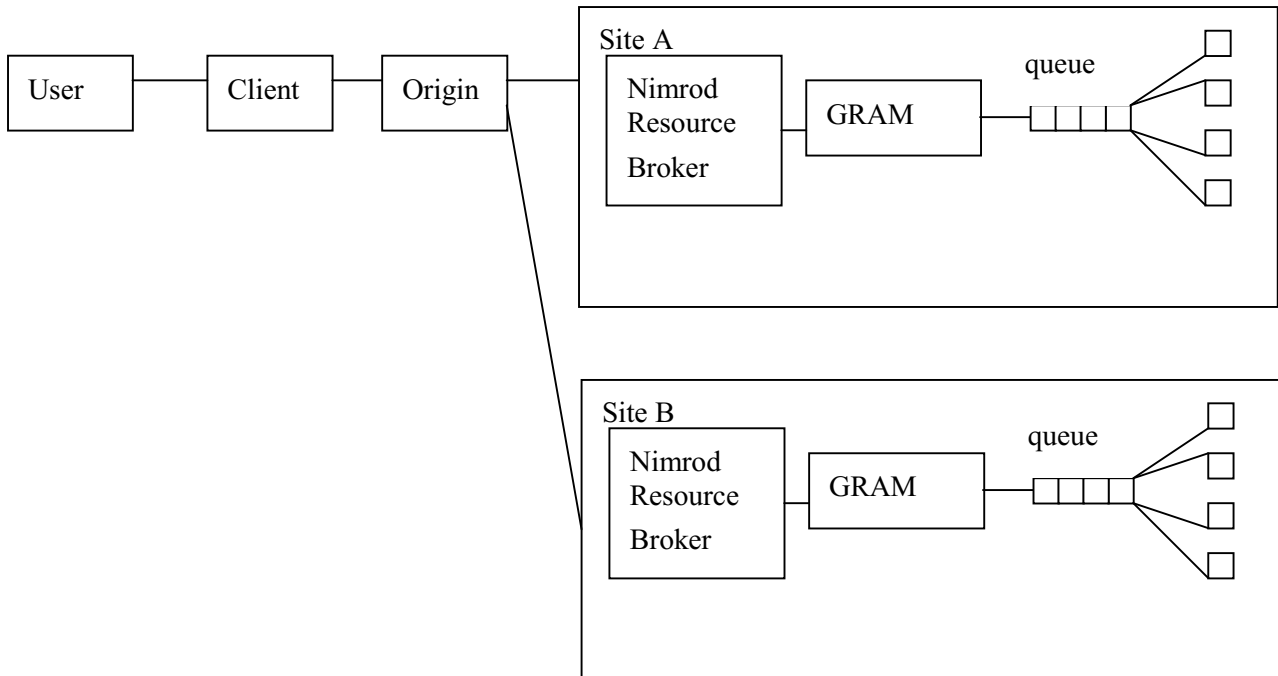 Site A
User
Client
Origin
Nimrod
Resource
Broker
GRAM
queue
Site B
Nimrod
Resource
Broker
GRAM
queue